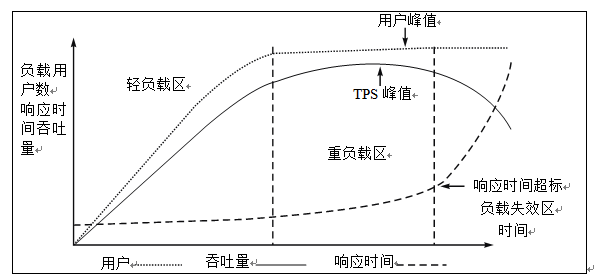 用户峰值
负载用
户数
响应时
间吞吐
量
轻负载区
TPS 峰值
重负载区
响应时间超标
负载失效区
时间
用户
吞吐量
响应时间